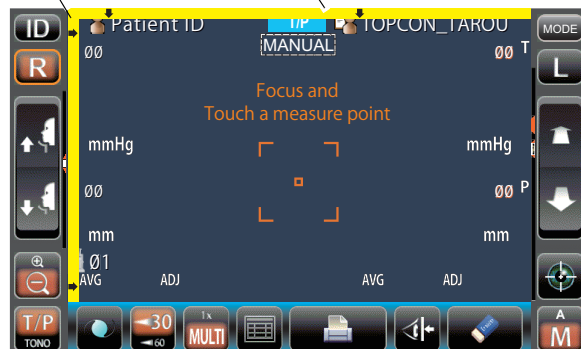 ID Patient ID T/P TOPCON_TAROU MODE
MANUAL
00 00 T
R L
Focus and
Touch a measure point
mmHg mmHg
00 00 P
mm mm
01
AVG ADJ AVG ADJ
T/P 30 1x A
MULTI M
TONO 60